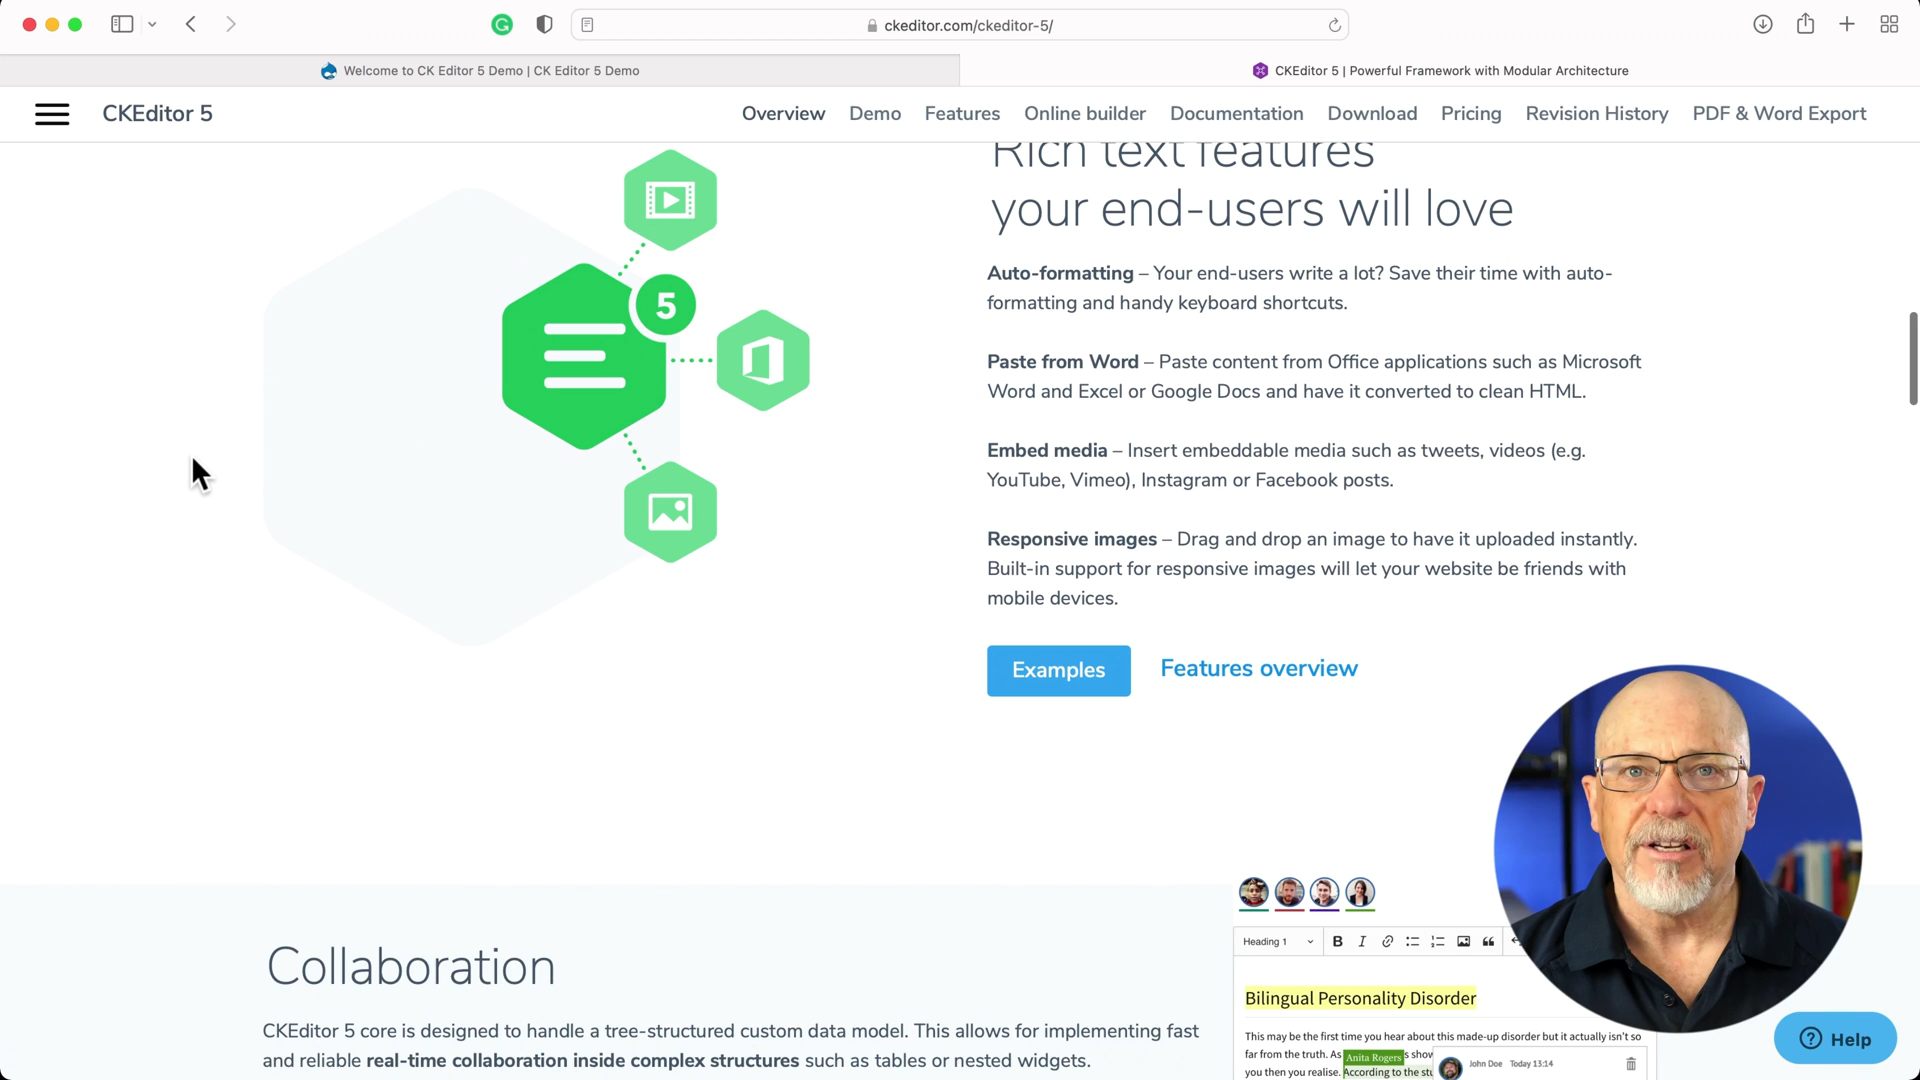 ckeditor.com/ckeditor-5/
Welcome to CK Editor 5 Demo | CK Editor 5 Demo
CKEditor 5 | Powerful Framework with Modular Architecture
CKEditor 5
Overview Demo Features Online builder Documentation Download Pricing Revision History PDF & Word Export
5
Rich text features
your end-users will love
Auto-formatting – Your end-users write a lot? Save their time with auto-
formatting and handy keyboard shortcuts.
Paste from Word – Paste content from Office applications such as Microsoft
Word and Excel or Google Docs and have it converted to clean HTML.
Embed media – Insert embeddable media such as tweets, videos (e.g.
YouTube, Vimeo), Instagram or Facebook posts.
Responsive images – Drag and drop an image to have it uploaded instantly.
Built-in support for responsive images will let your website be friends with
mobile devices.
Examples Features overview
Collaboration
CKEditor 5 core is designed to handle a tree-structured custom data model. This allows for implementing fast
and reliable real-time collaboration inside complex structures such as tables or nested widgets.
Heading 1 B I
Bilingual Personality Disorder
This may be the first time you hear about this made-up disorder but it actually isn't so
far from the truth. As Anita Rogers s
you then you realise. According to the
John Doe Today 13:14
Help